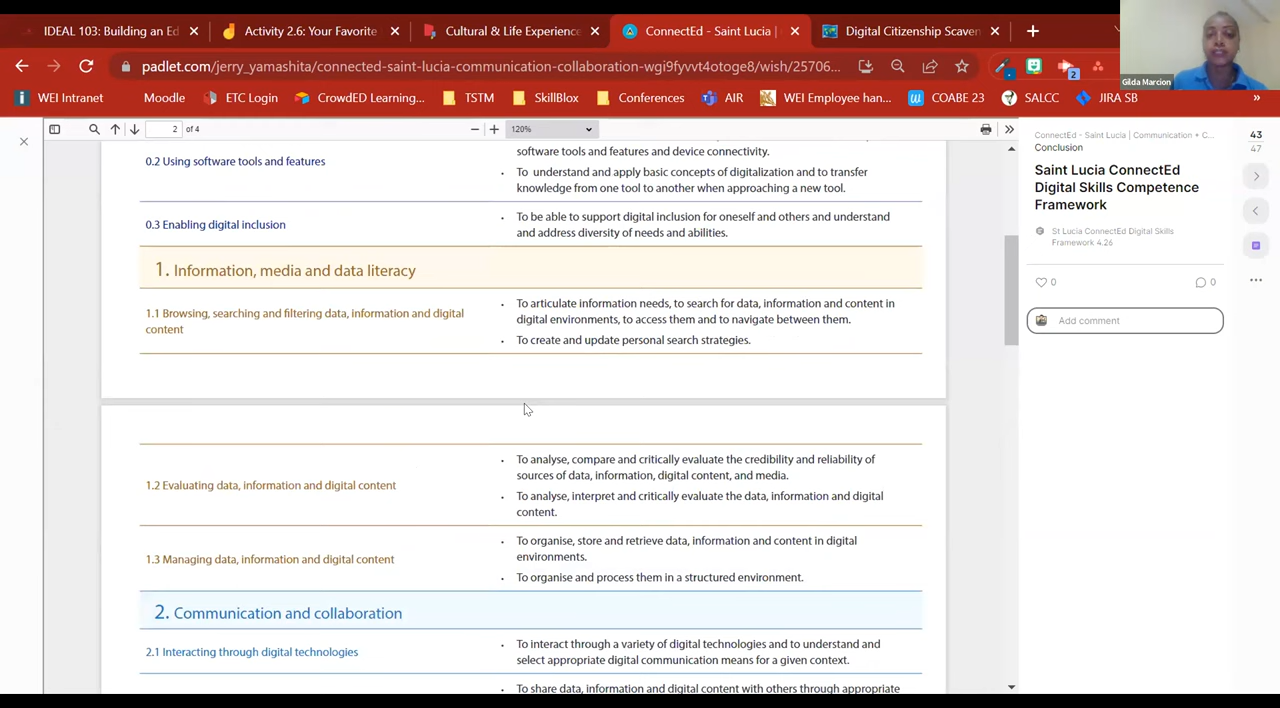 IDEAL 103: Building an Ed
Activity 2.6: Your Favorite
Cultural & Life Experience
ConnectEd - Saint Lucia |
Digital Citizenship Scaven
padlet.com/jerry_yamashita/connected-saint-lucia-communication-collaboration-wgi9fyvvt4otoge8/wish/25706...
2
Gilda Marcion
WEI Intranet
Moodle
ETC Login
CrowdED Learning...
TSTM
SkillBlox
Conferences
AIR
WEI Employee han...
COABE 23
SALCC
JIRA SB
»
2 of 4
120%
0.2 Using software tools and features
software tools and features and device connectivity.
• To understand and apply basic concepts of digitalization and to transfer
knowledge from one tool to another when approaching a new tool.
0.3 Enabling digital inclusion
• To be able to support digital inclusion for oneself and others and understand
and address diversity of needs and abilities.
1. Information, media and data literacy
1.1 Browsing, searching and filtering data, information and digital
content
• To articulate information needs, to search for data, information and content in
digital environments, to access them and to navigate between them.
• To create and update personal search strategies.
1.2 Evaluating data, information and digital content
• To analyse, compare and critically evaluate the credibility and reliability of
sources of data, information, digital content, and media.
• To analyse, interpret and critically evaluate the data, information and digital
content.
1.3 Managing data, information and digital content
• To organise, store and retrieve data, information and content in digital
environments.
• To organise and process them in a structured environment.
2. Communication and collaboration
2.1 Interacting through digital technologies
• To interact through a variety of digital technologies and to understand and
select appropriate digital communication means for a given context.
• To share data, information and digital content with others through appropriate
ConnectEd - Saint Lucia | Communication + C...
Conclusion
Saint Lucia ConnectEd
Digital Skills Competence
Framework
St Lucia ConnectEd Digital Skills
Framework 4.26
0
0
Add comment
43
47